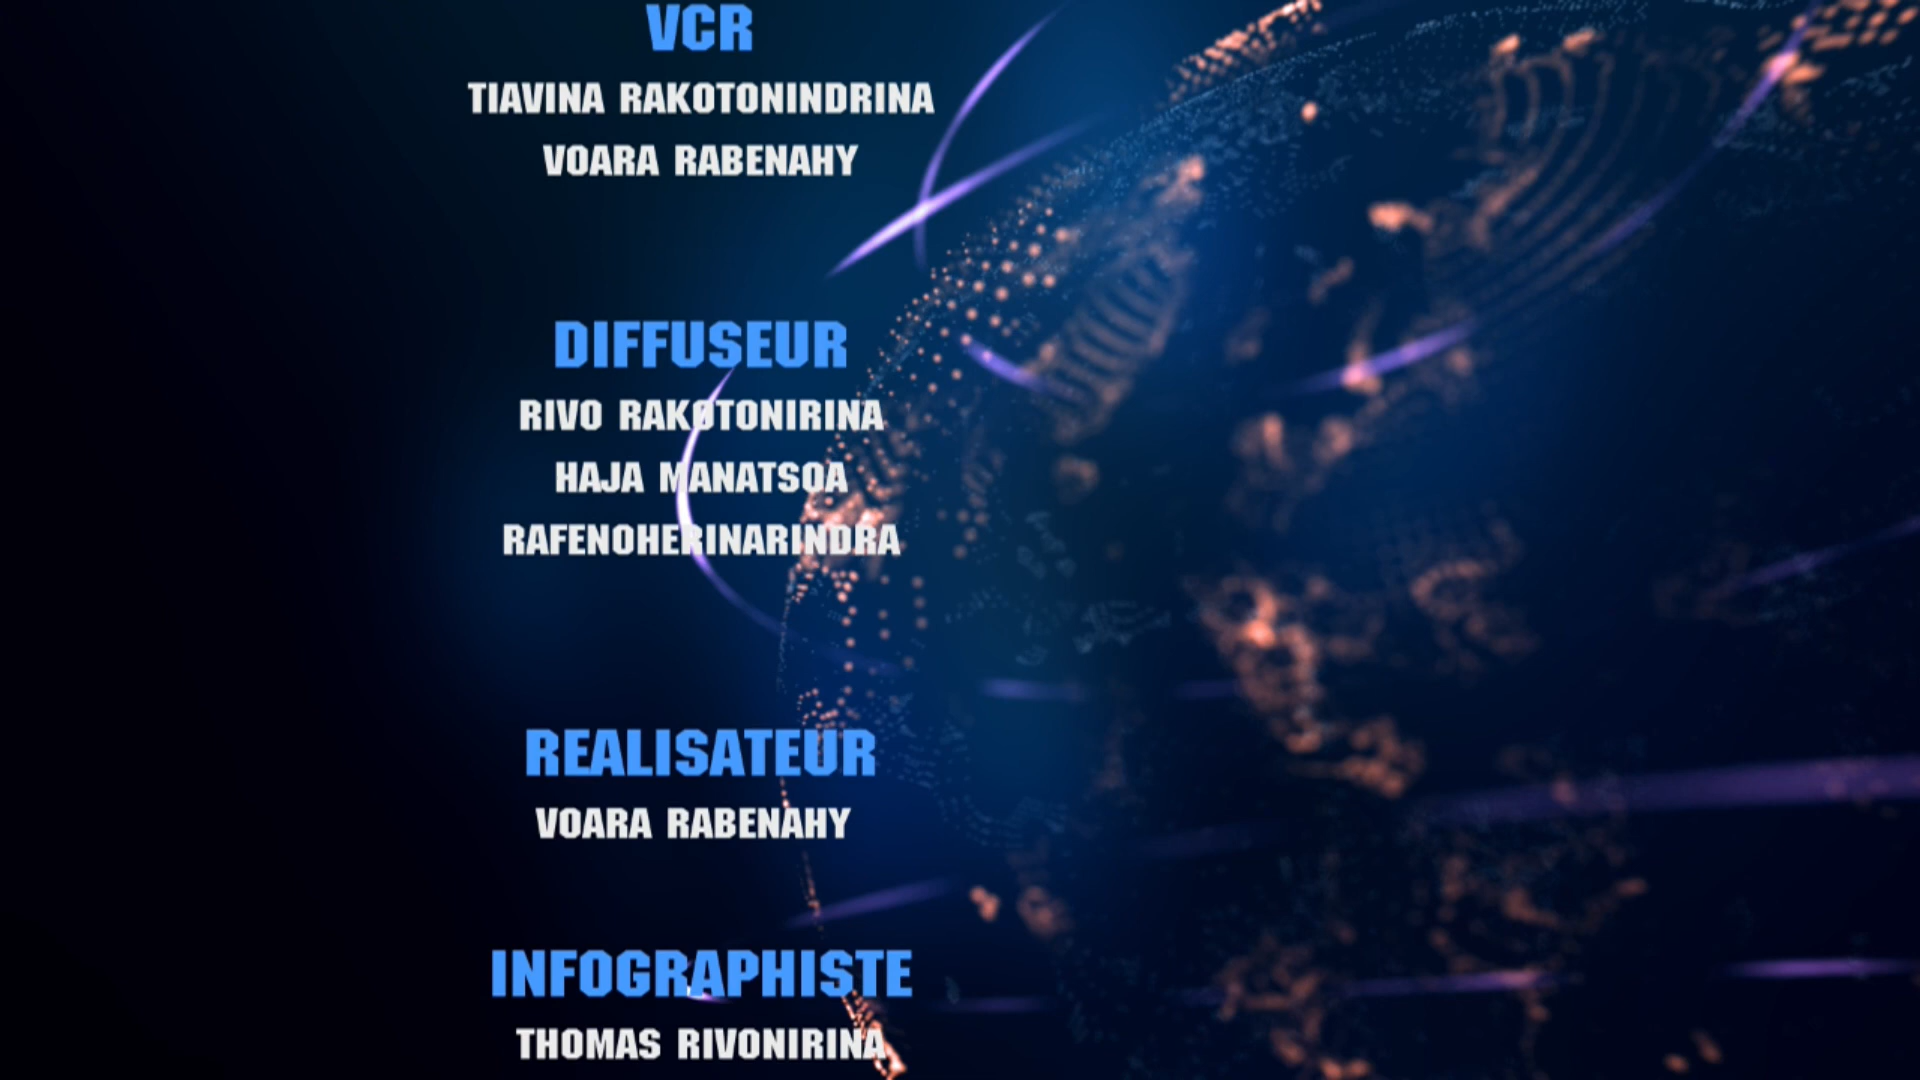 VCR
TIAVINA RAKOTONINDRINA
VOARA RABENAHY
DIFFUSEUR
RIVO RAKOTONIRINA
HAJA MANATSOA
RAFENOHERINARINDRA
REALISATEUR
VOARA RABENAHY
INFOGRAPHISTE
THOMAS RIVONIRINA